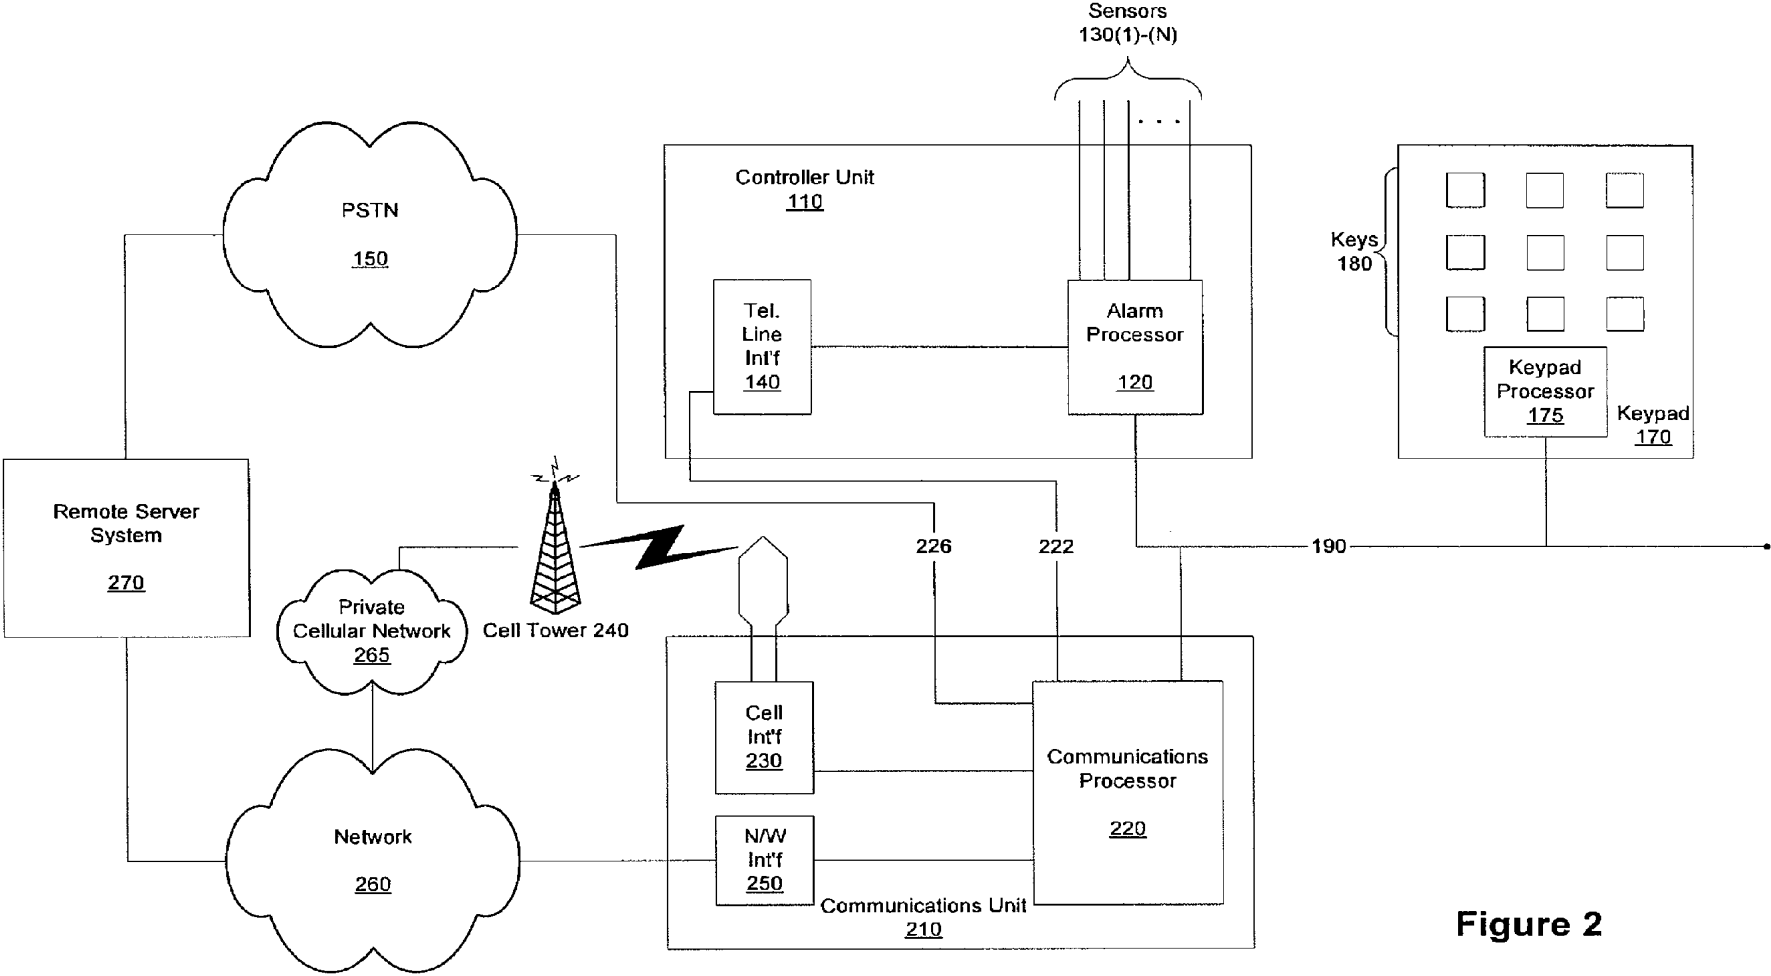 Sensors
130(1)-(N)
Controller Unit
110
PSTN
150
Keys
180
Tel.
Line
Int'f
140
Alarm
Processor
120
Keypad
Processor
175
Keypad
170
Remote Server
System
270
226
222
190
Private
Cellular Network
265
Cell Tower 240
Cell
Int'f
230
Communications
Processor
220
Network
260
N/W
Int'f
250
Communications Unit
210
Figure 2